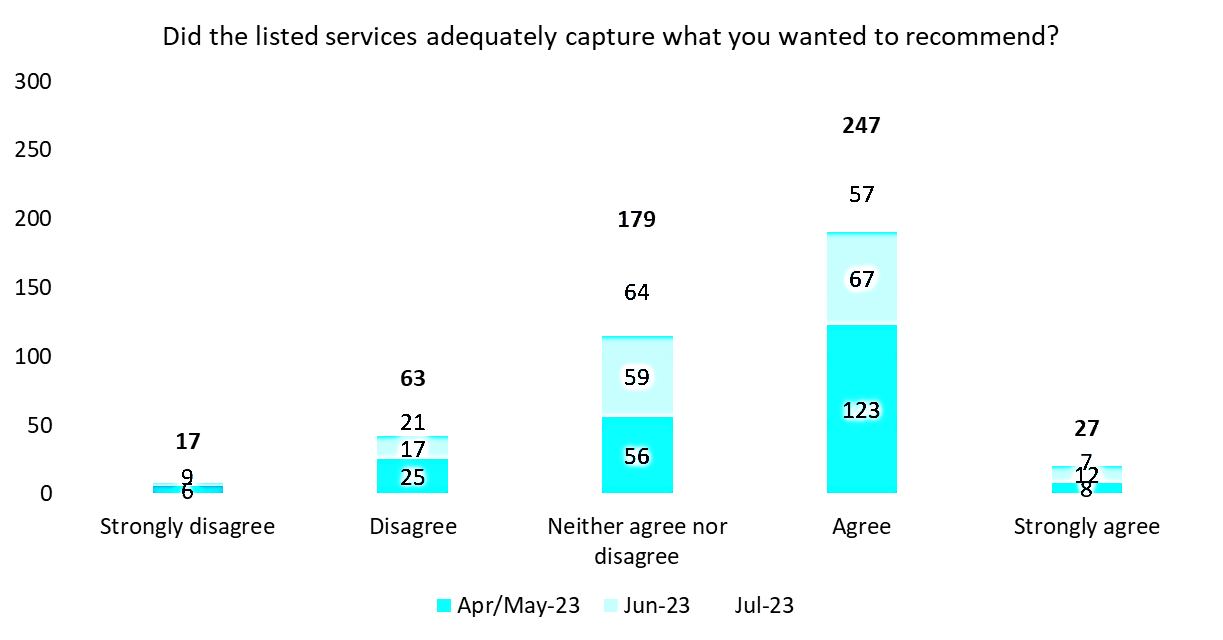 Did the listed services adequately capture what you wanted to recommend?
300
250
200
150
100
50
0
17
9
6
63
21
17
25
179
64
59
56
247
57
67
123
27
7
12
8
Strongly disagree
Disagree
Neither agree nor
disagree
Agree
Strongly agree
Apr/May-23
Jun-23
Jul-23